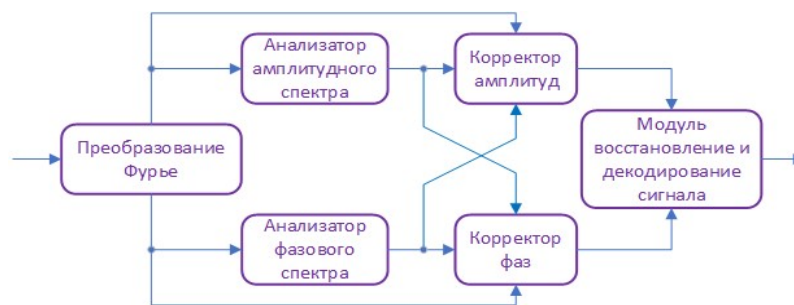 Анализатор
амплитудного
спектра
Корректор
амплитуд
Преобразование
Фурье
Модуль
восстановление и
декодирование
сигнала
Анализатор
фазового
спектра
Корректор
фаз